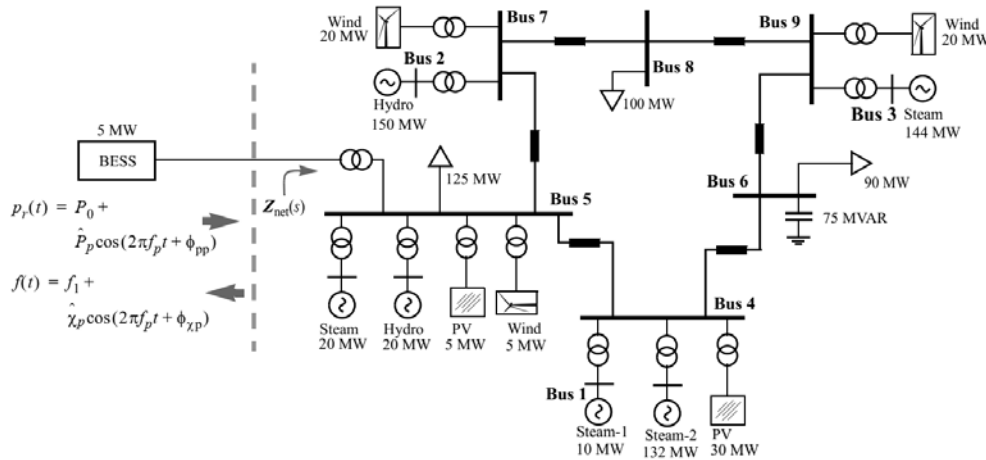 Wind
20 MW
Bus 7
Bus 2
Hydro
150 MW
Bus 8
100 MW
Bus 9
Wind
20 MW
Bus 3
Steam
144 MW
5 MW
BESS
Z_net(s)
125 MW
Bus 5
Bus 6
90 MW
75 MVAR
p_r(t) = P_0 +
P̂_p cos(2πf_p t + ϕ_pp)
f(t) = f_1 +
χ̂_p cos(2πf_p t + ϕ_χp)
Steam
20 MW
Hydro
20 MW
PV
5 MW
Wind
5 MW
Bus 4
Bus 1
Steam-1
10 MW
Steam-2
132 MW
PV
30 MW